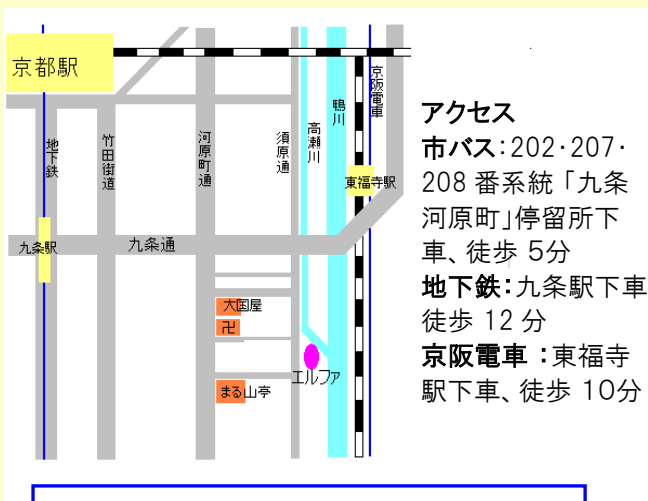 京都駅
地下鉄
竹田街道
河原町通
須原通
高瀬川
鴨川
京阪電車
東福寺駅
九条駅
九条通
大国屋
卍
まる山亭
エルファ
アクセス
市バス:202・207・
208 番系統「九条
河原町」停留所下
車、徒歩 5分
地下鉄:九条駅下車
徒歩 12 分
京阪電車 :東福寺
駅下車、徒歩 10分